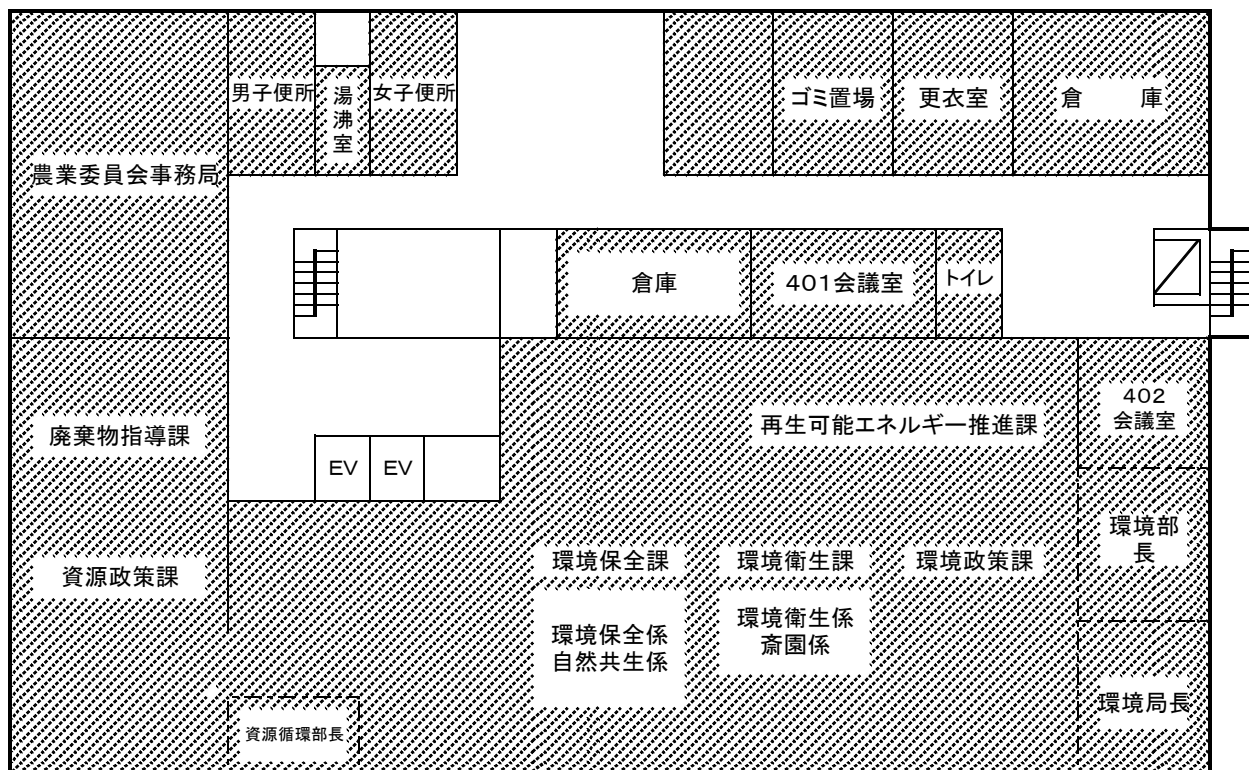 男子便所
湯沸室
女子便所
ゴミ置場
更衣室
倉　　庫
農業委員会事務局
倉庫
401会議室
トイレ
402
会議室
再生可能エネルギー推進課
廃棄物指導課
EV
EV
環境部
長
環境保全課
環境衛生課
環境政策課
資源政策課
環境保全係
自然共生係
環境衛生係
斎園係
環境局長
資源循環部長